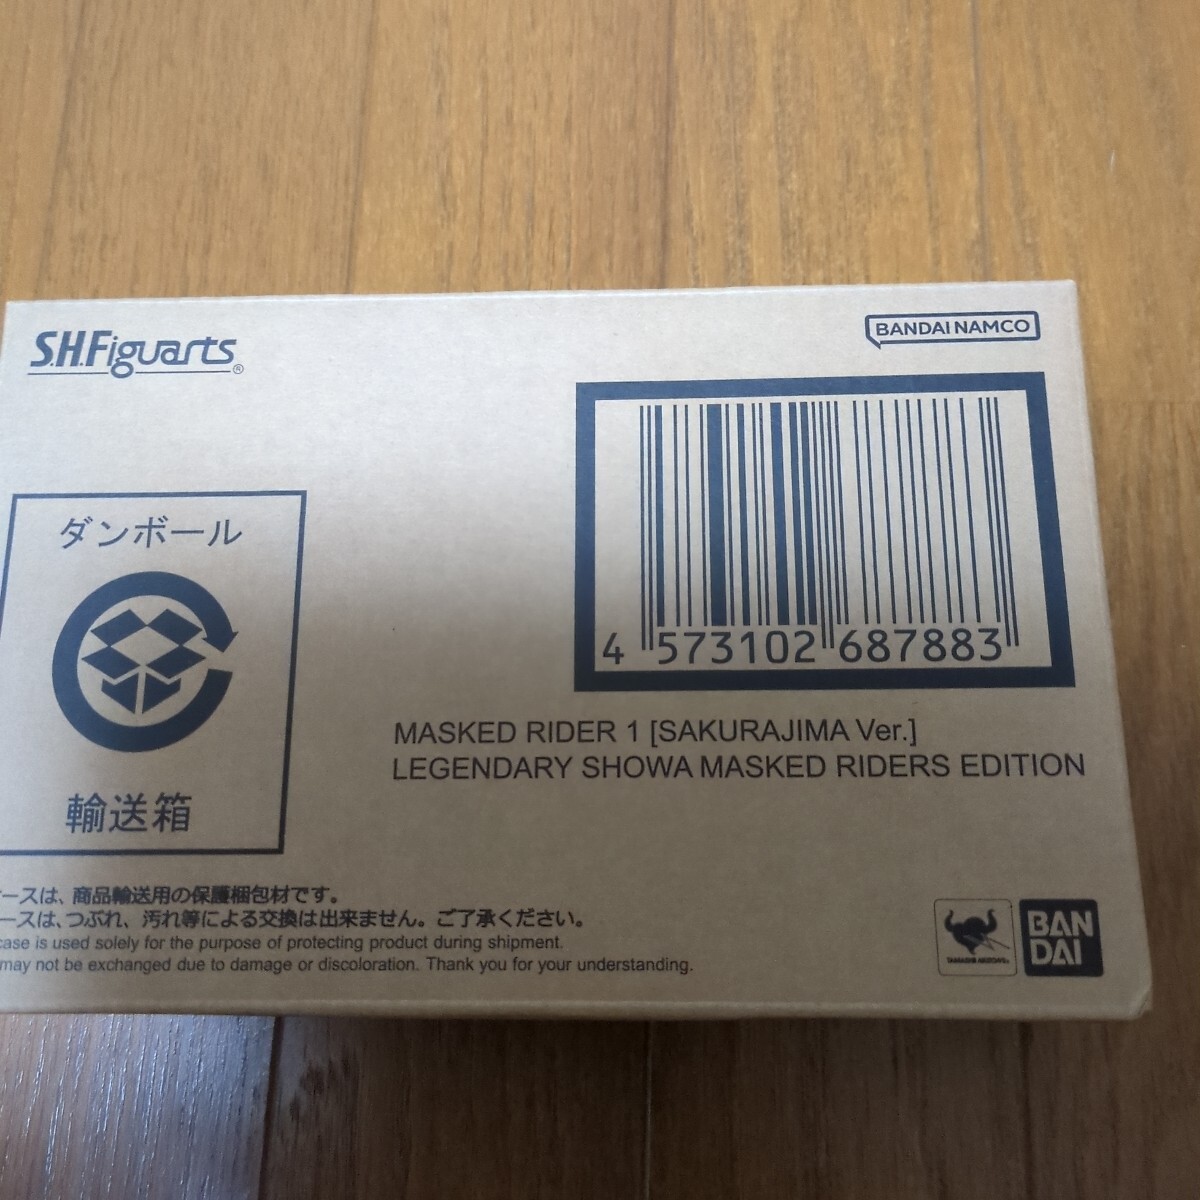 S.H.Figuarts®
BANDAI NAMCO
4 573102 687883
ダンボール
輸送箱
MASKED RIDER 1 [SAKURAJIMA Ver.]
LEGENDARY SHOWA MASKED RIDERS EDITION
ースは、商品輸送用の保護梱包材です。
ースは、つぶれ、汚れ等による交換は出来ません。ご了承ください。
case is used solely for the purpose of protecting product during shipment.
may not be exchanged due to damage or discoloration. Thank you for your understanding.
TAMASHII NATIONS
BAN
DAI